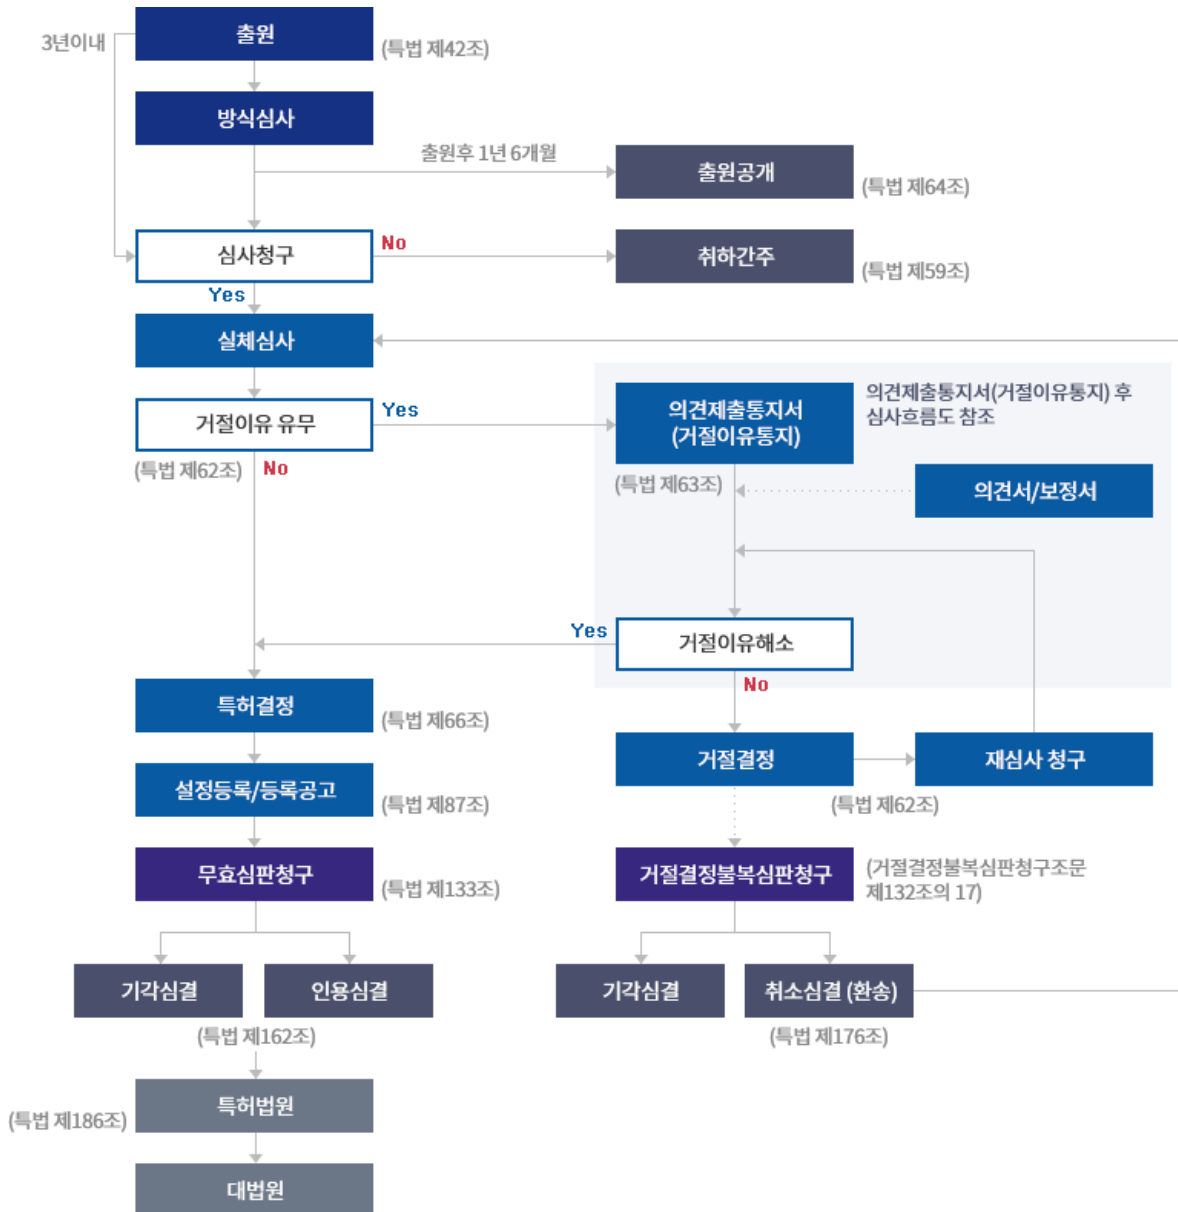 출원
3년이내
(특법 제42조)
방식심사
출원후 1년 6개월
출원공개
(특법 제64조)
심사청구
No
취하간주
(특법 제59조)
Yes
실체심사
거절이유 유무
Yes
의견제출통지서
(거절이유통지)
의견제출통지서(거절이유통지) 후
심사흐름도 참조
(특법 제62조)
No
(특법 제63조)
의견서/보정서
Yes
거절이유해소
No
특허결정
(특법 제66조)
거절결정
재심사 청구
(특법 제62조)
설정등록/등록공고
(특법 제87조)
무효심판청구
(특법 제133조)
거절결정불복심판청구
(거절결정불복심판청구조문
제132조의 17)
기각심결
인용심결
기각심결
취소심결 (환송)
(특법 제162조)
(특법 제176조)
특허법원
(특법 제186조)
대법원